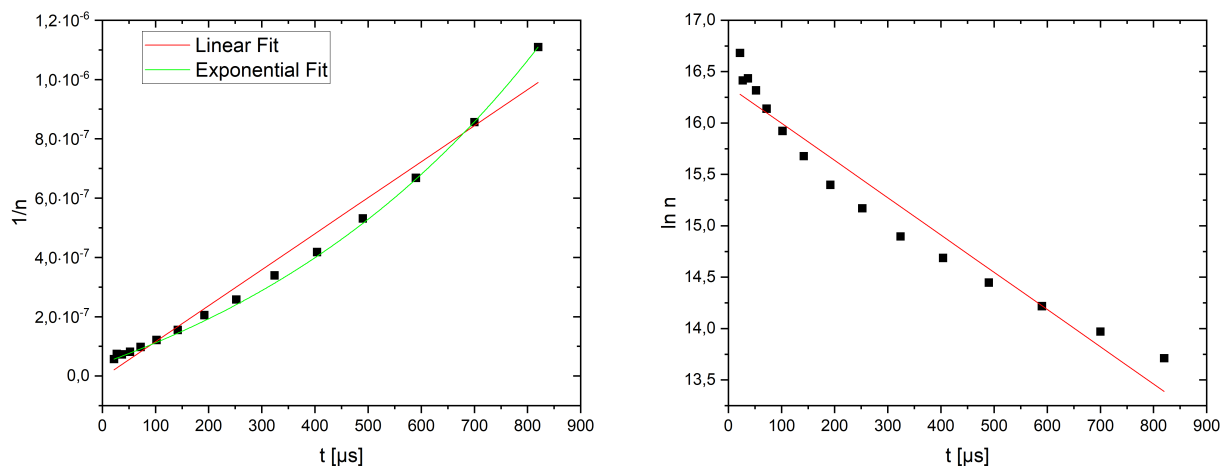 1,2·10⁻⁶
1,0·10⁻⁶
8,0·10⁻⁷
6,0·10⁻⁷
4,0·10⁻⁷
2,0·10⁻⁷
0,0
1/n
Linear Fit
Exponential Fit
0 100 200 300 400 500 600 700 800 900
t [µs]
17,0
16,5
16,0
15,5
15,0
14,5
14,0
13,5
ln n
0 100 200 300 400 500 600 700 800 900
t [µs]